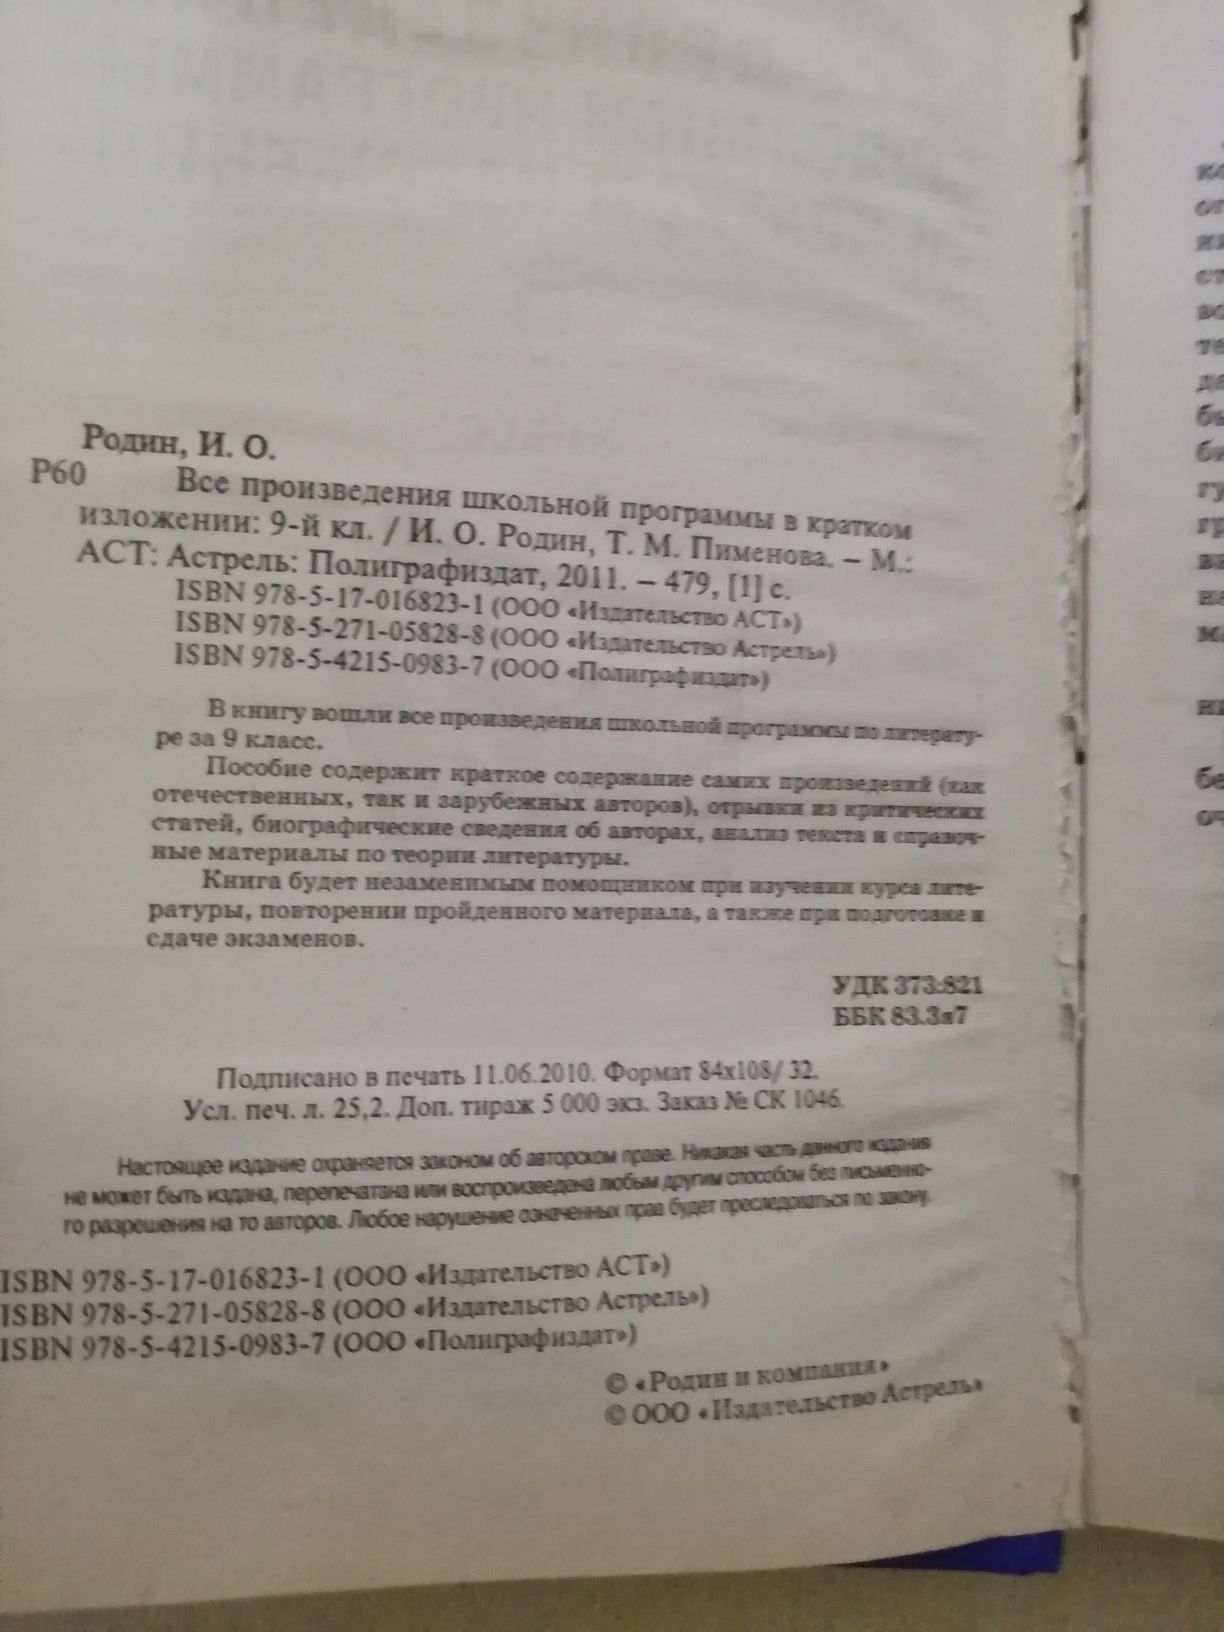 Родин, И. О.
Р60 Все произведения школьной программы в кратком
изложении: 9-й кл. / И. О. Родин, Т. М. Пименова. – М.:
АСТ: Астрель: Полиграфиздат, 2011. – 479, [1] с.
ISBN 978-5-17-016823-1 (ООО «Издательство АСТ»)
ISBN 978-5-271-05828-8 (ООО «Издательство Астрель»)
ISBN 978-5-4215-0983-7 (ООО «Полиграфиздат»)
В книгу вошли все произведения школьной программы по литерату-
ре за 9 класс.
Пособие содержит краткое содержание самих произведений (как
отечественных, так и зарубежных авторов), отрывки из критических
статей, биографические сведения об авторах, анализ текста и справоч-
ные материалы по теории литературы.
Книга будет незаменимым помощником при изучении курса лите-
ратуры, повторении пройденного материала, а также при подготовке и
сдаче экзаменов.
УДК 373:821
ББК 83.3я7
Подписано в печать 11.06.2010. Формат 84х108/ 32.
Усл. печ. л. 25,2. Доп. тираж 5 000 экз. Заказ № СК 1046.
Настоящее издание охраняется законом об авторском праве. Никакая часть данного издания
не может быть издана, перепечатана или воспроизведена любым другим способом без письменно-
го разрешения на то авторов. Любое нарушение означенных прав будет преследоваться по закону.
ISBN 978-5-17-016823-1 (ООО «Издательство АСТ»)
ISBN 978-5-271-05828-8 (ООО «Издательство Астрель»)
ISBN 978-5-4215-0983-7 (ООО «Полиграфиздат»)
© «Родин и компания»
© ООО «Издательство Астрель»